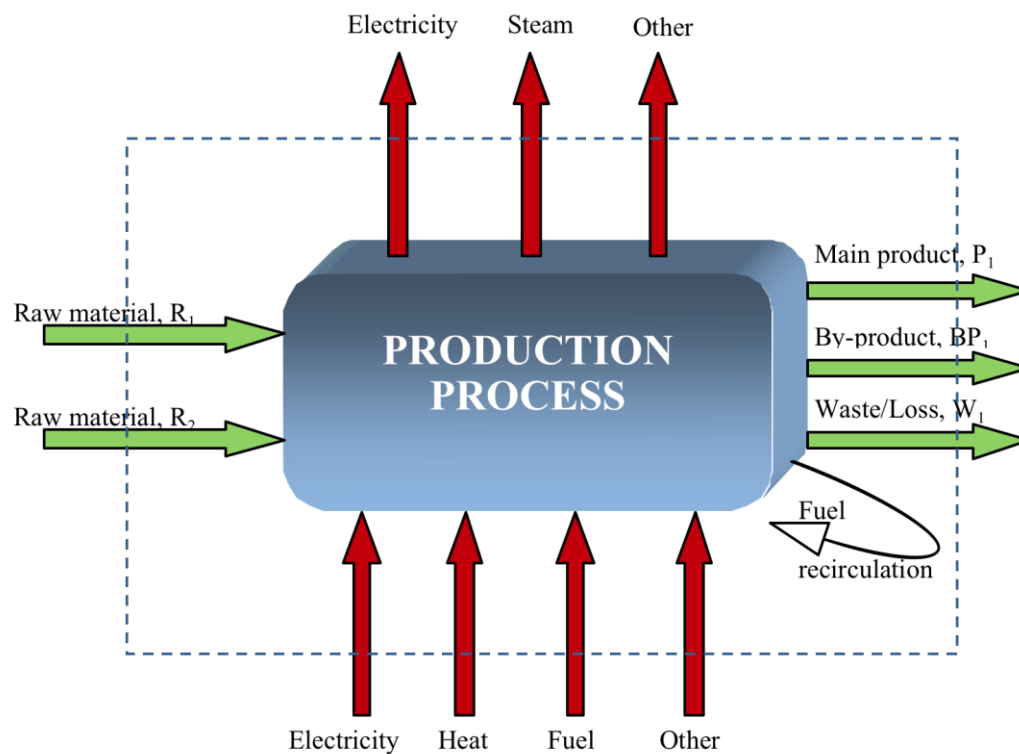 Electricity Steam Other
Main product, P₁
Raw material, R₁
By-product, BP₁
PRODUCTION
PROCESS
Raw material, R₂
Waste/Loss, W₁
Fuel
recirculation
Electricity Heat Fuel Other